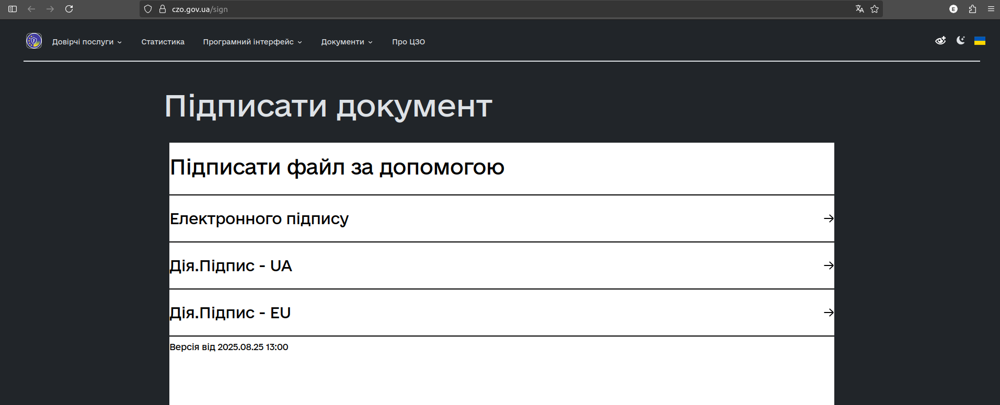 czo.gov.ua/sign
E
Довірчі послуги
Статистика
Програмний інтерфейс
Документи
Про ЦЗО
Підписати документ
Підписати файл за допомогою
Електронного підпису
Дія.Підпис - UA
Дія.Підпис - EU
Версія від 2025.08.25 13:00